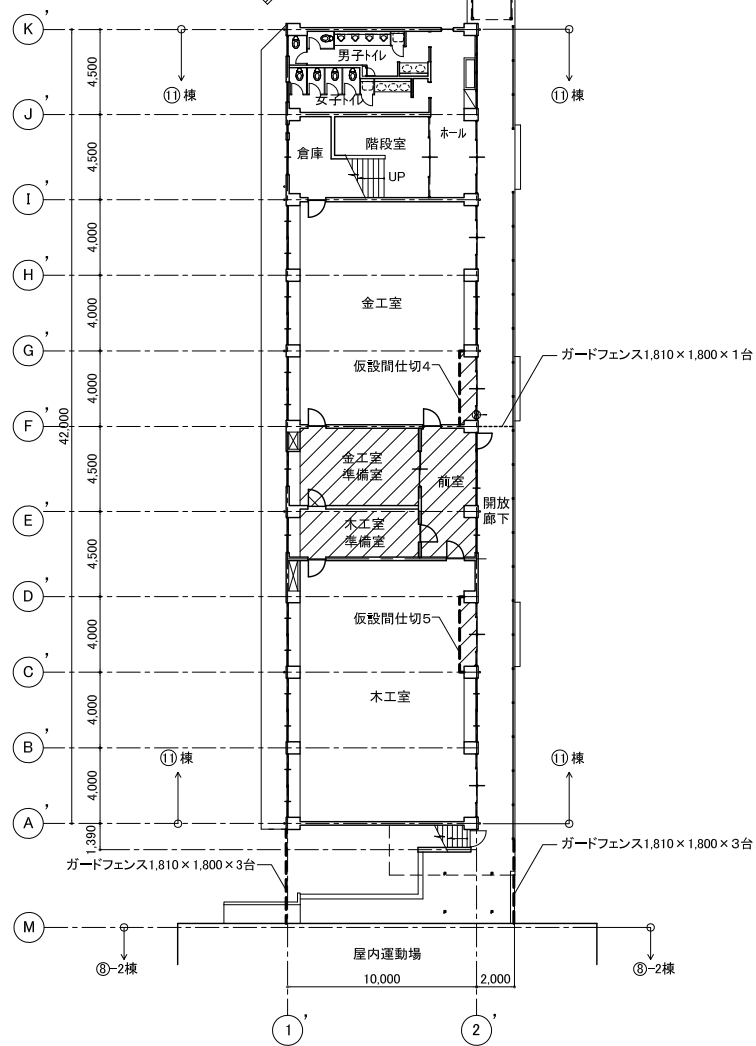 K'
⑪棟
⑪棟
男子トイレ
4,500
女子トイレ
J'
ホール
倉庫
階段室
4,500
UP
I'
4,000
H'
金工室
4,000
G'
ガードフェンス1,810×1,800×1台
仮設間仕切4
4,000
F'
42,000
金工室
準備室
前室
4,500
開放
廊下
E'
木工室
準備室
4,500
D'
仮設間仕切5
4,000
C'
木工室
4,000
B'
⑪棟
⑪棟
4,000
A'
1,390
ガードフェンス1,810×1,800×3台
ガードフェンス1,810×1,800×3台
M
屋内運動場
⑧-2棟
⑧-2棟
10,000
2,000
1'
2'